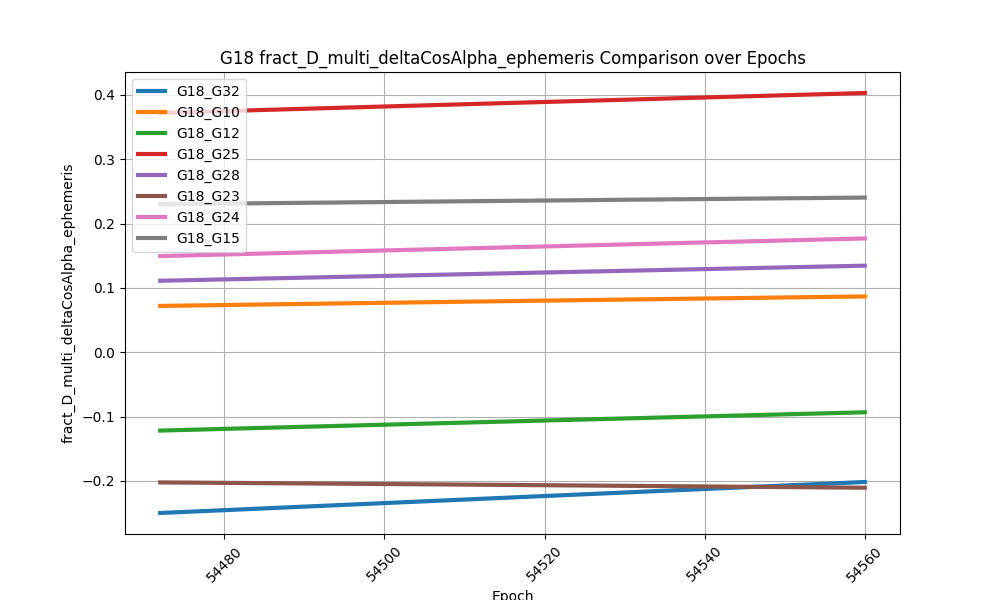 G18 fract_D_multi_deltaCosAlpha_ephemeris Comparison over Epochs
fract_D_multi_deltaCosAlpha_ephemeris
0.4
0.3
0.2
0.1
0.0
−0.1
−0.2
G18_G32
G18_G10
G18_G12
G18_G25
G18_G28
G18_G23
G18_G24
G18_G15
54480
54500
54520
54540
54560
Epoch